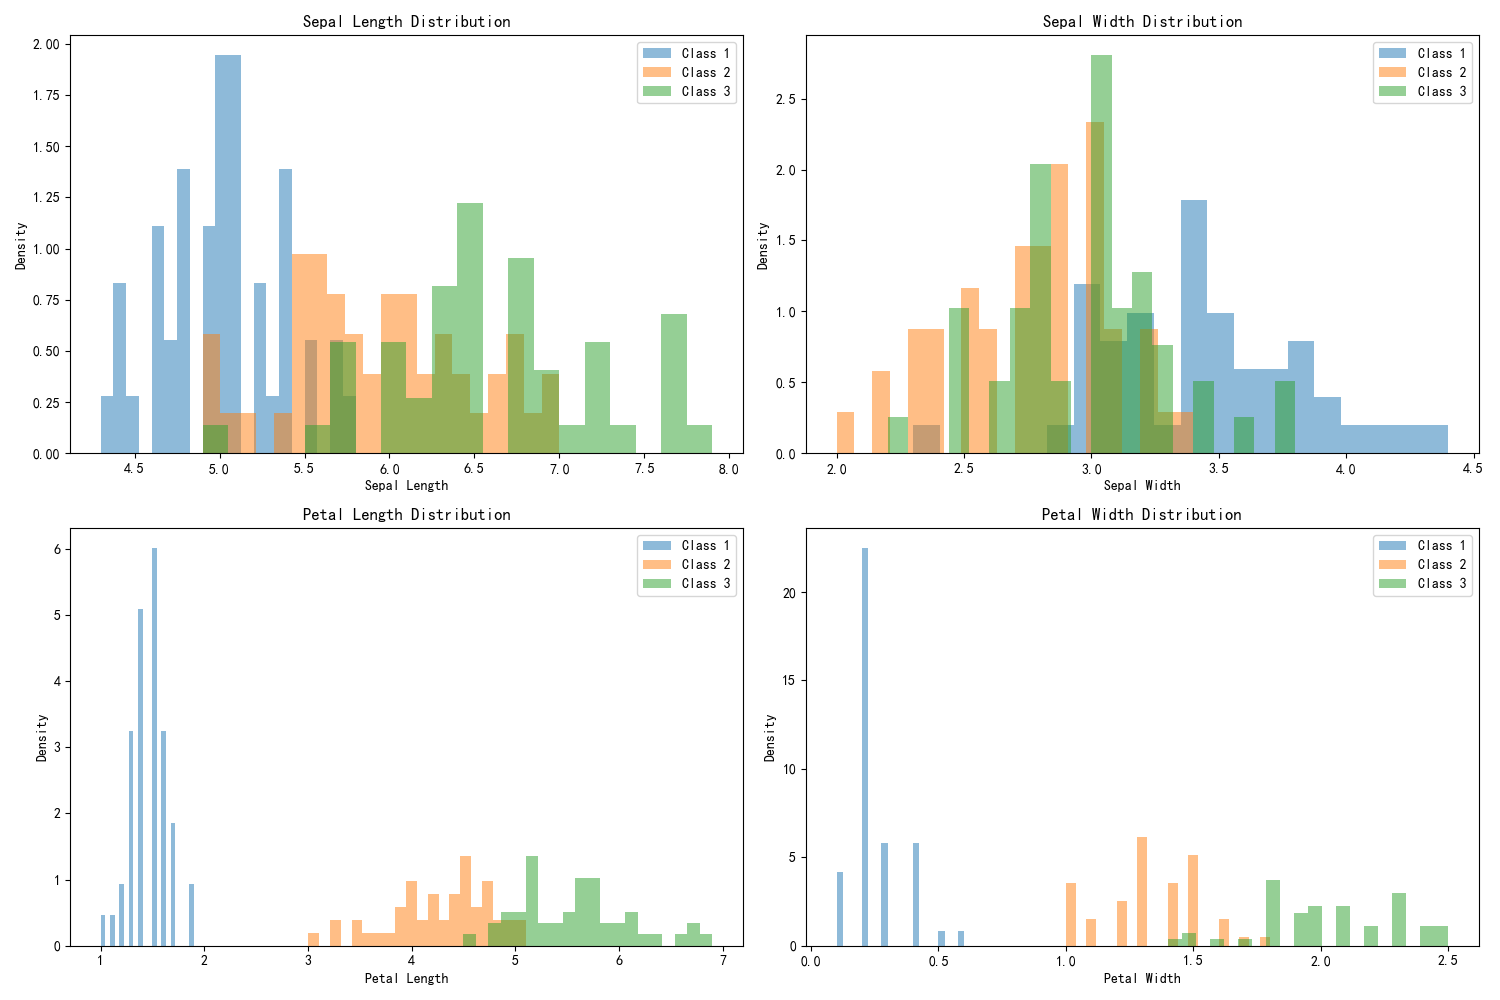 Sepal Length Distribution
Density
2.00
1.75
1.50
1.25
1.00
0.75
0.50
0.25
0.00
Class 1
Class 2
Class 3
4.5 5.0 5.5 6.0 6.5 7.0 7.5 8.0
Sepal Length
Sepal Width Distribution
Density
2.5
2.0
1.5
1.0
0.5
0.0
Class 1
Class 2
Class 3
2.0 2.5 3.0 3.5 4.0 4.5
Sepal Width
Petal Length Distribution
Density
6
5
4
3
2
1
0
Class 1
Class 2
Class 3
1 2 3 4 5 6 7
Petal Length
Petal Width Distribution
Density
20
15
10
5
0
Class 1
Class 2
Class 3
0.0 0.5 1.0 1.5 2.0 2.5
Petal Width